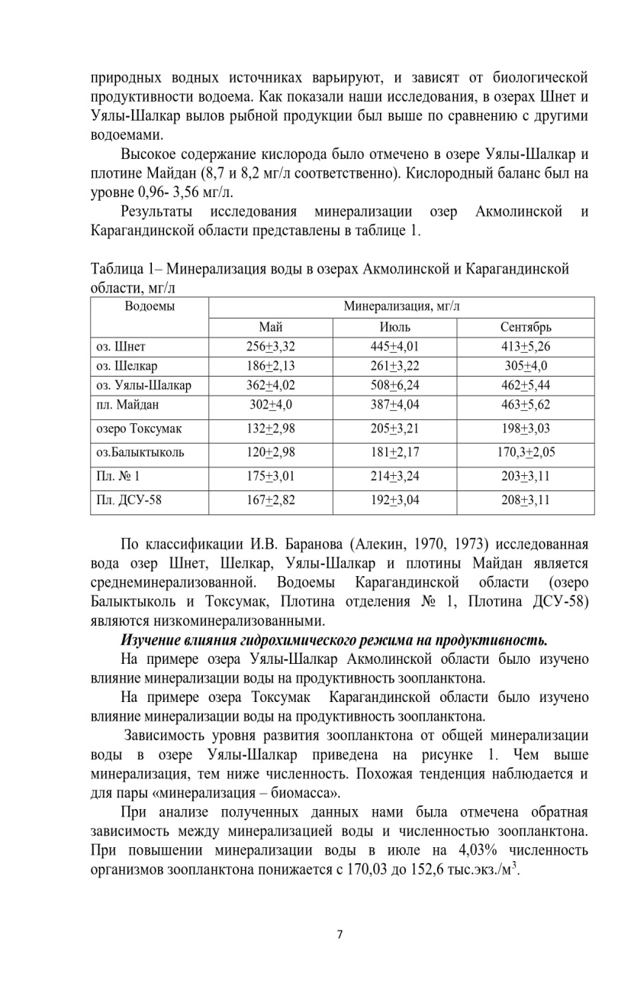 природных водных источниках варьируют, и зависят от биологической
продуктивности водоема. Как показали наши исследования, в озерах Шнет и
Уялы-Шалкар вылов рыбной продукции был выше по сравнению с другими
водоемами.
Высокое содержание кислорода было отмечено в озере Уялы-Шалкар и
плотине Майдан (8,7 и 8,2 мг/л соответственно). Кислородный баланс был на
уровне 0,96- 3,56 мг/л.
Результаты исследования минерализации озер Акмолинской и
Карагандинской области представлены в таблице 1.
Таблица 1– Минерализация воды в озерах Акмолинской и Карагандинской
области, мг/л
Водоемы Минерализация, мг/л
Май Июль Сентябрь
оз. Шнет 256±3,32 445±4,01 413±5,26
оз. Шелкар 186±2,13 261±3,22 305±4,0
оз. Уялы-Шалкар 362±4,02 508±6,24 462±5,44
пл. Майдан 302±4,0 387±4,04 463±5,62
озеро Токсумак 132±2,98 205±3,21 198±3,03
оз.Балыктыколь 120±2,98 181±2,17 170,3±2,05
Пл. № 1 175±3,01 214±3,24 203±3,11
Пл. ДСУ-58 167±2,82 192±3,04 208±3,11
По классификации И.В. Баранова (Алекин, 1970, 1973) исследованная
вода озер Шнет, Шелкар, Уялы-Шалкар и плотины Майдан является
среднеминерализованной. Водоемы Карагандинской области (озеро
Балыктыколь и Токсумак, Плотина отделения № 1, Плотина ДСУ-58)
являются низкоминерализованными.
Изучение влияния гидрохимического режима на продуктивность.
На примере озера Уялы-Шалкар Акмолинской области было изучено
влияние минерализации воды на продуктивность зоопланктона.
На примере озера Токсумак Карагандинской области было изучено
влияние минерализации воды на продуктивность зоопланктона.
Зависимость уровня развития зоопланктона от общей минерализации
воды в озере Уялы-Шалкар приведена на рисунке 1. Чем выше
минерализация, тем ниже численность. Похожая тенденция наблюдается и
для пары «минерализация – биомасса».
При анализе полученных данных нами была отмечена обратная
зависимость между минерализацией воды и численностью зоопланктона.
При повышении минерализации воды в июле на 4,03% численность
организмов зоопланктона понижается с 170,03 до 152,6 тыс.экз./м³.
7